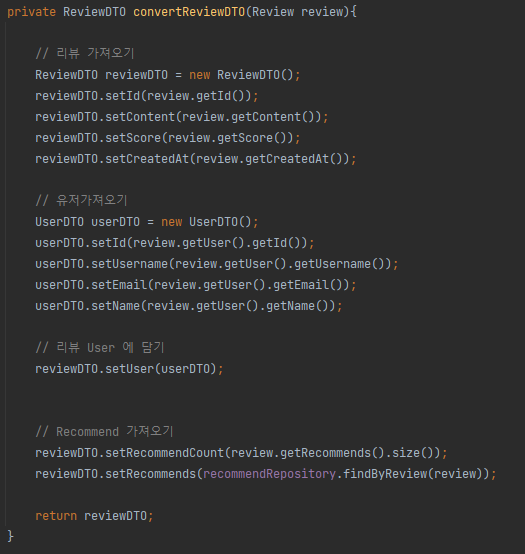 private ReviewDTO convertReviewDTO(Review review){
// 리뷰 가져오기
ReviewDTO reviewDTO = new ReviewDTO();
reviewDTO.setId(review.getId());
reviewDTO.setContent(review.getContent());
reviewDTO.setScore(review.getScore());
reviewDTO.setCreatedAt(review.getCreatedAt());
// 유저가져오기
UserDTO userDTO = new UserDTO();
userDTO.setId(review.getUser().getId());
userDTO.setUsername(review.getUser().getUsername());
userDTO.setEmail(review.getUser().getEmail());
userDTO.setName(review.getUser().getName());
// 리뷰 User 에 담기
reviewDTO.setUser(userDTO);
// Recommend 가져오기
reviewDTO.setRecommendCount(review.getRecommends().size());
reviewDTO.setRecommends(recommendRepository.findByReview(review));
return reviewDTO;
}